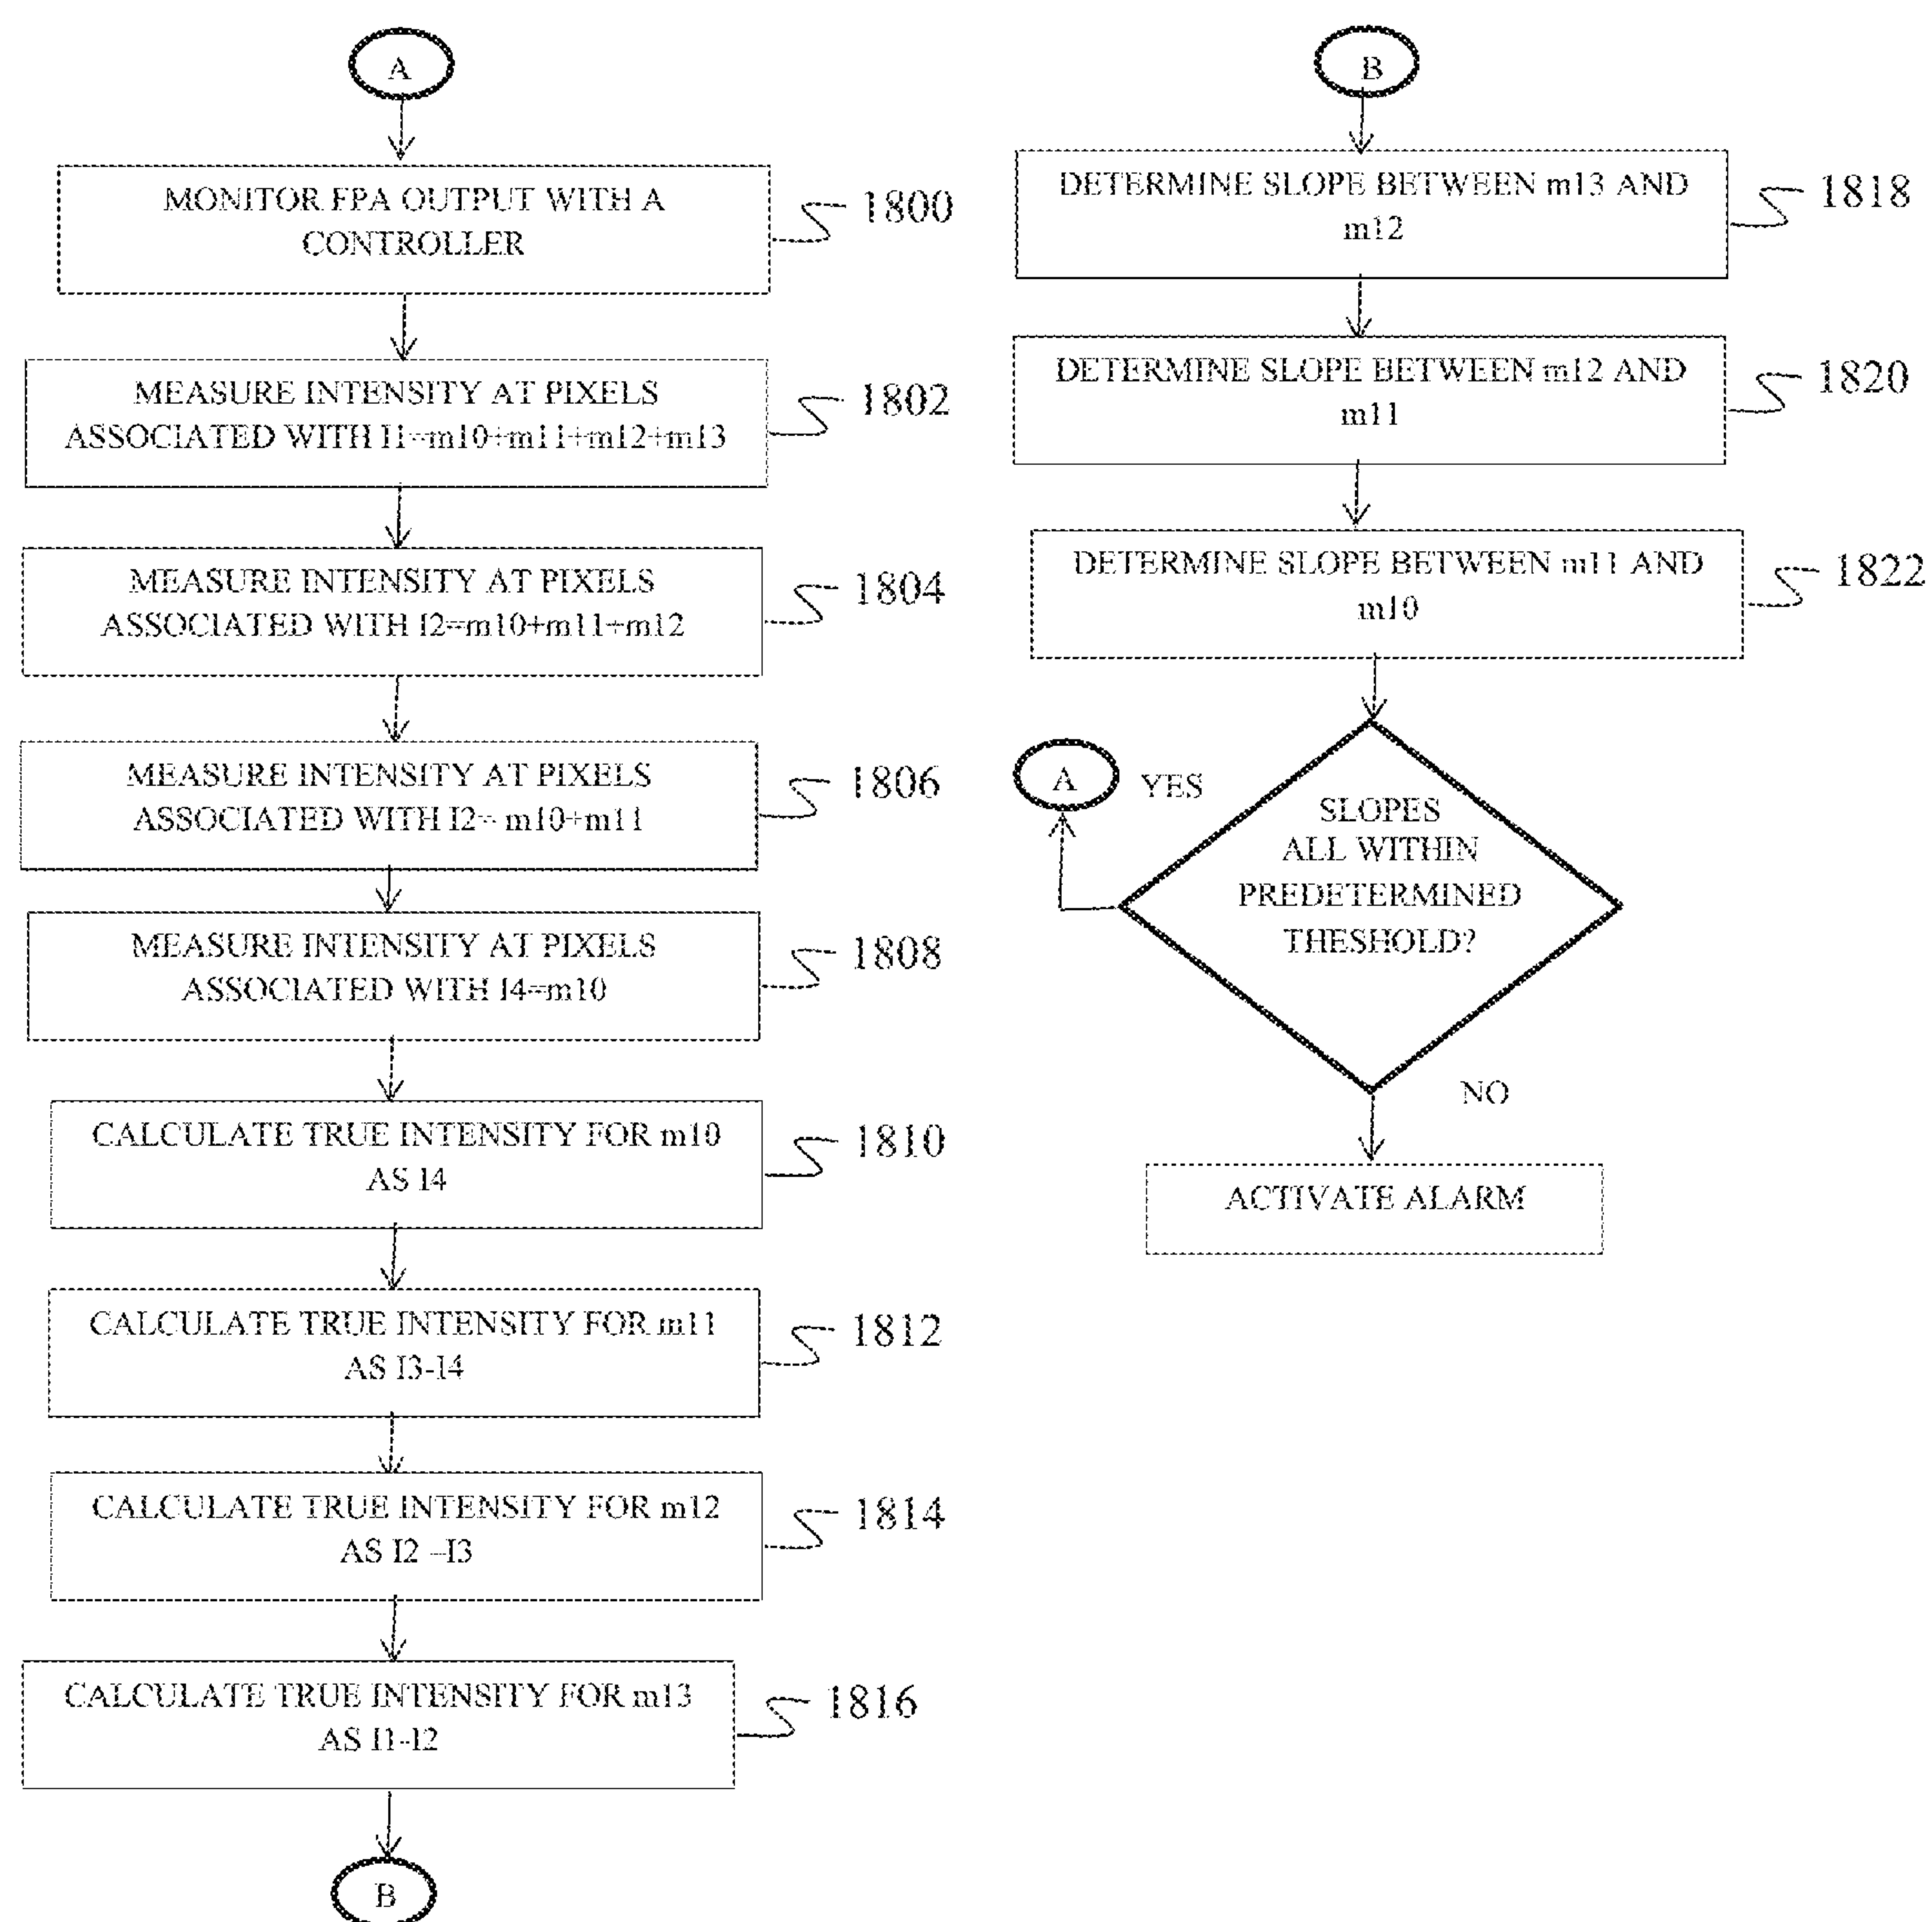 A
MONITOR FPA OUTPUT WITH A
CONTROLLER
1800
MEASURE INTENSITY AT PIXELS
ASSOCIATED WITH I1=m10+m11+m12+m13
1802
MEASURE INTENSITY AT PIXELS
ASSOCIATED WITH I2=m10+m11+m12
1804
MEASURE INTENSITY AT PIXELS
ASSOCIATED WITH I2= m10+m11
1806
MEASURE INTENSITY AT PIXELS
ASSOCIATED WITH I4=m10
1808
CALCULATE TRUE INTENSITY FOR m10
AS I4
1810
CALCULATE TRUE INTENSITY FOR m11
AS I3-I4
1812
CALCULATE TRUE INTENSITY FOR m12
AS I2 –I3
1814
CALCULATE TRUE INTENSITY FOR m13
AS I1-I2
1816
B
B
DETERMINE SLOPE BETWEEN m13 AND
m12
1818
DETERMINE SLOPE BETWEEN m12 AND
m11
1820
DETERMINE SLOPE BETWEEN m11 AND
m10
1822
A
YES
SLOPES
ALL WITHIN
PREDETERMINED
THESHOLD?
NO
ACTIVATE ALARM